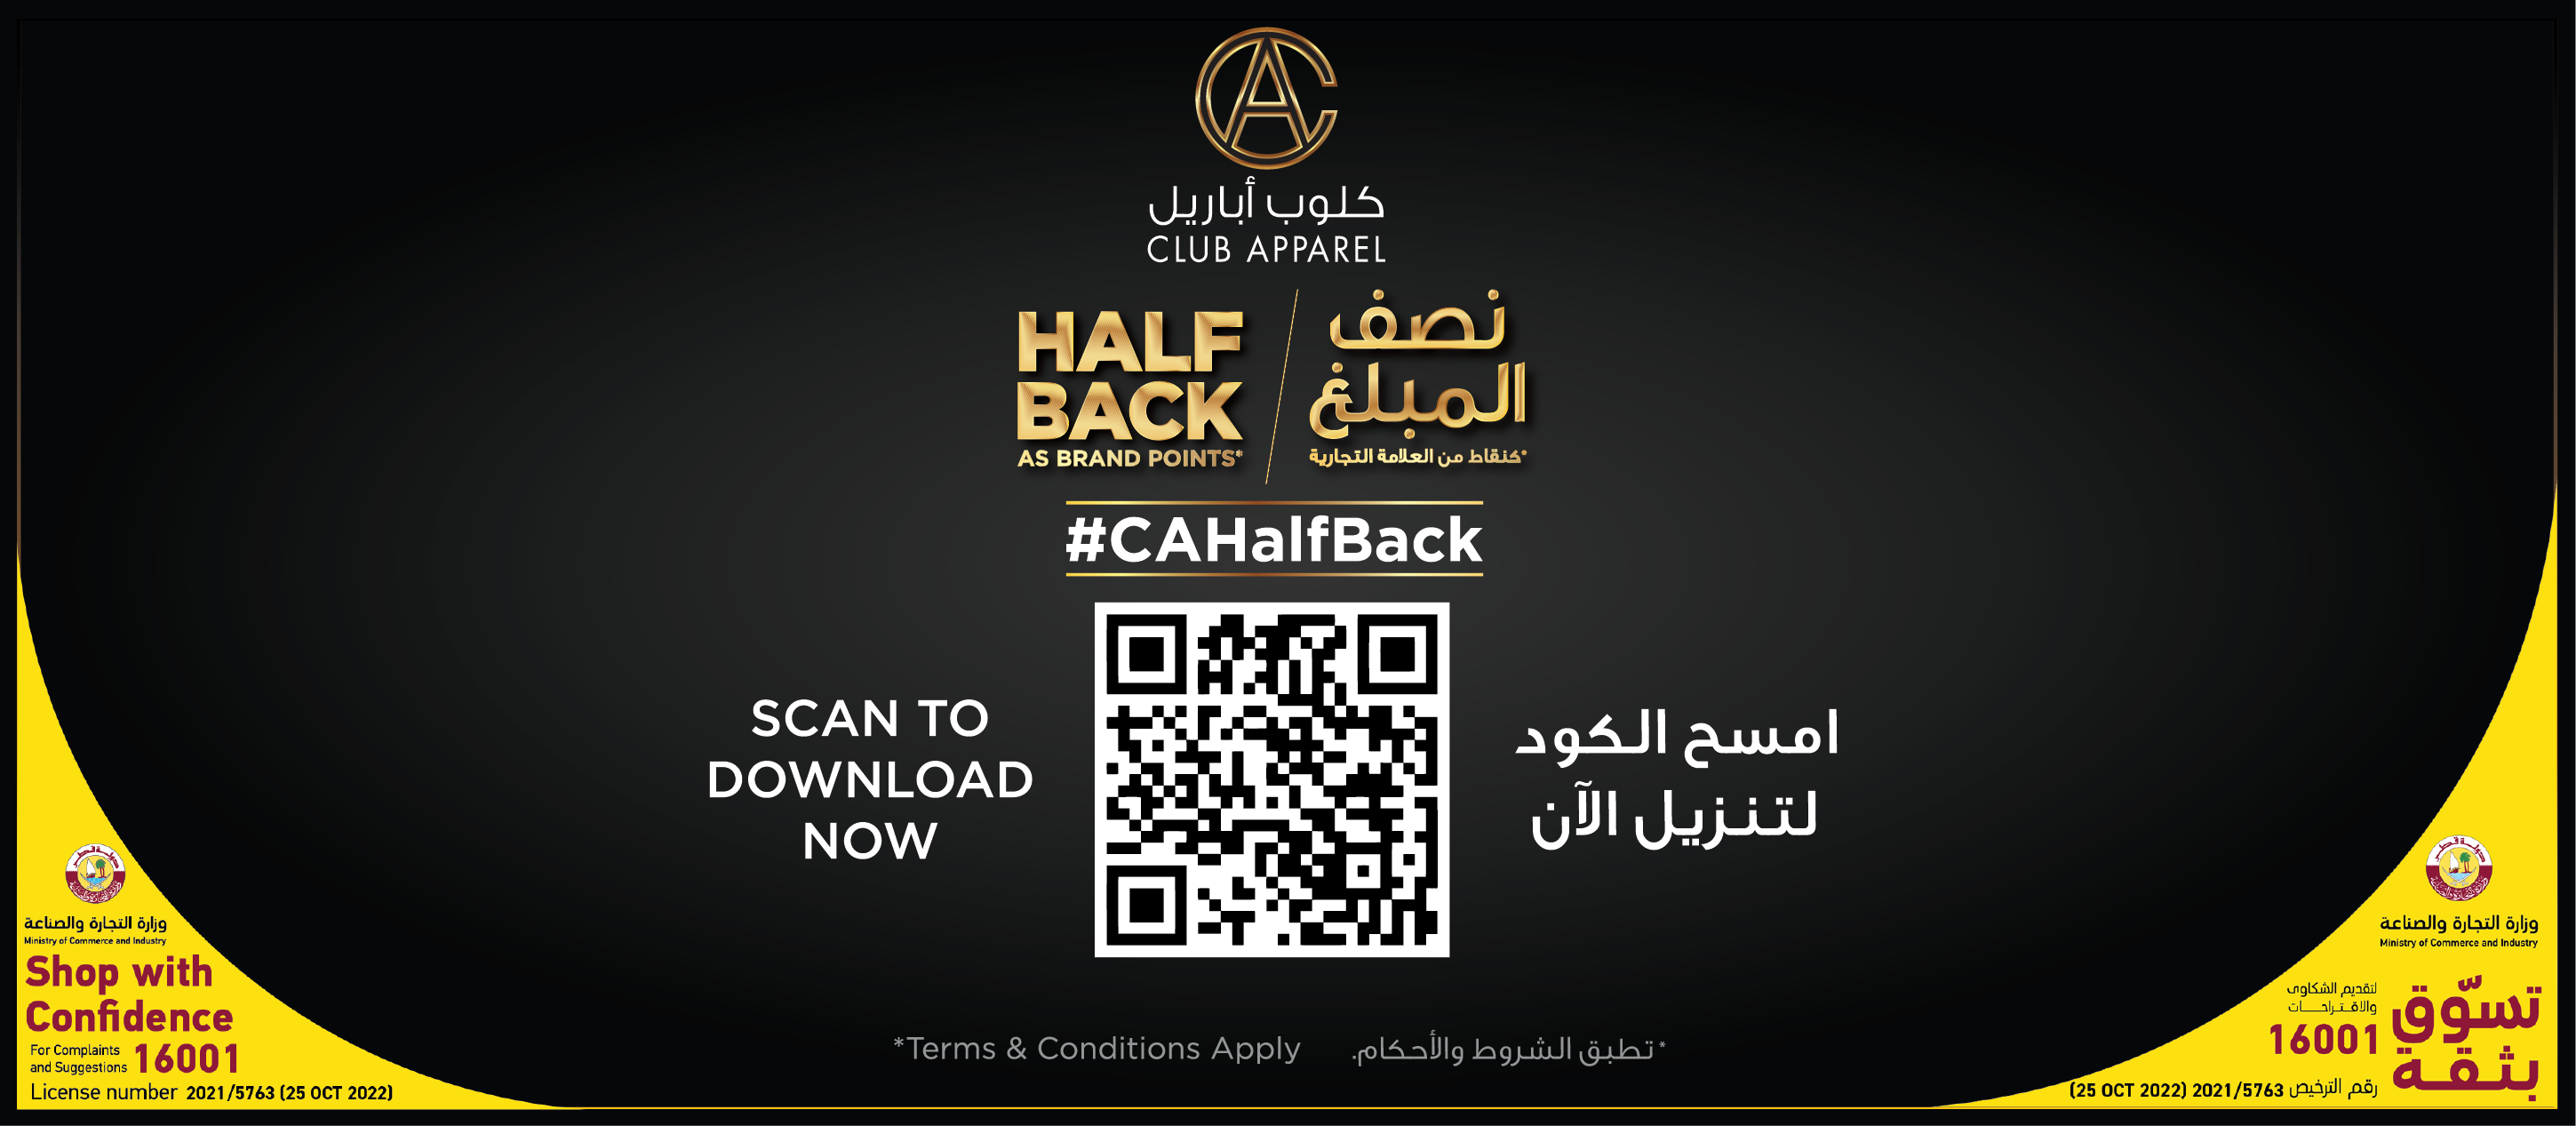 كلوب أباريل
CLUB APPAREL
HALF
BACK
AS BRAND POINTS*
نصف
المبلغ
*كنقاط من العلامة التجارية
#CAHalfBack
SCAN TO
DOWNLOAD
NOW
امسح الكود
لتنزيل الآن
*Terms & Conditions Apply
*تطبق الشروط والأحكام.
وزارة التجارة والصناعة
Ministry of Commerce and Industry
Shop with
Confidence
For Complaints
and Suggestions
16001
License number 2021/5763 (25 OCT 2022)
وزارة التجارة والصناعة
Ministry of Commerce and Industry
تسوّق
بثقة
لتقديم الشكاوى
والاقتراحات
16001
رقم الترخيص 2021/5763 (25 OCT 2022)